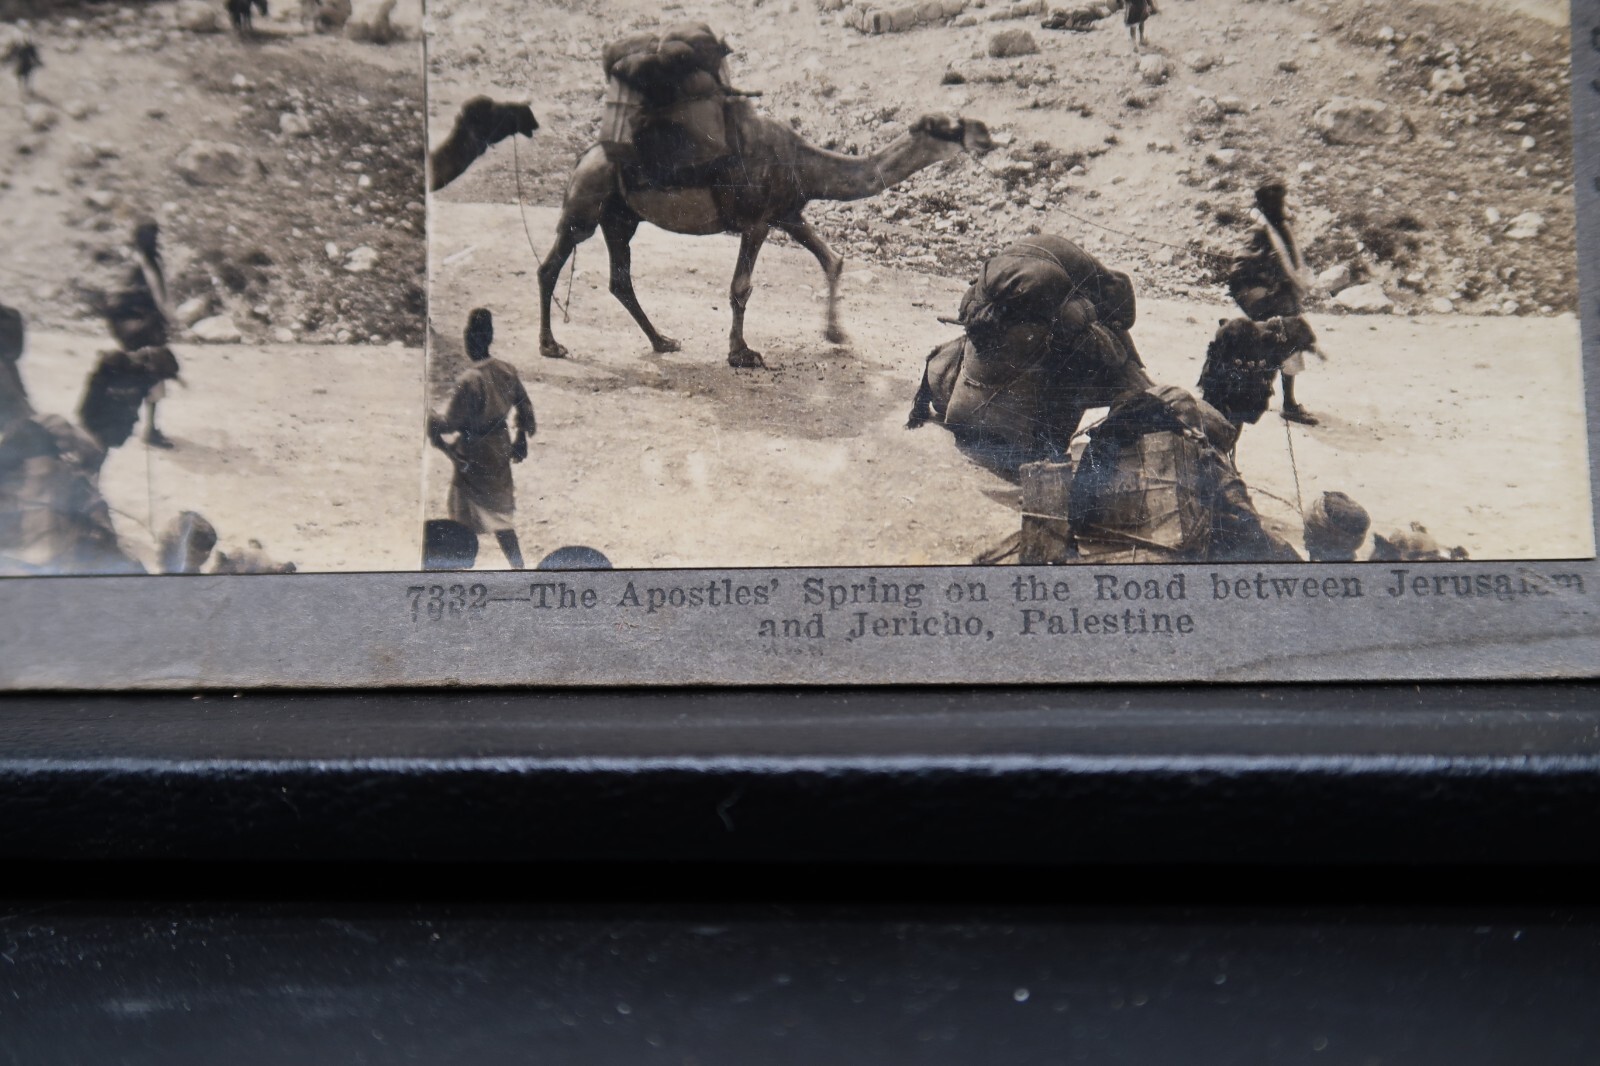 7332—The Apostles' Spring on the Road between Jerusalem
and Jericho, Palestine